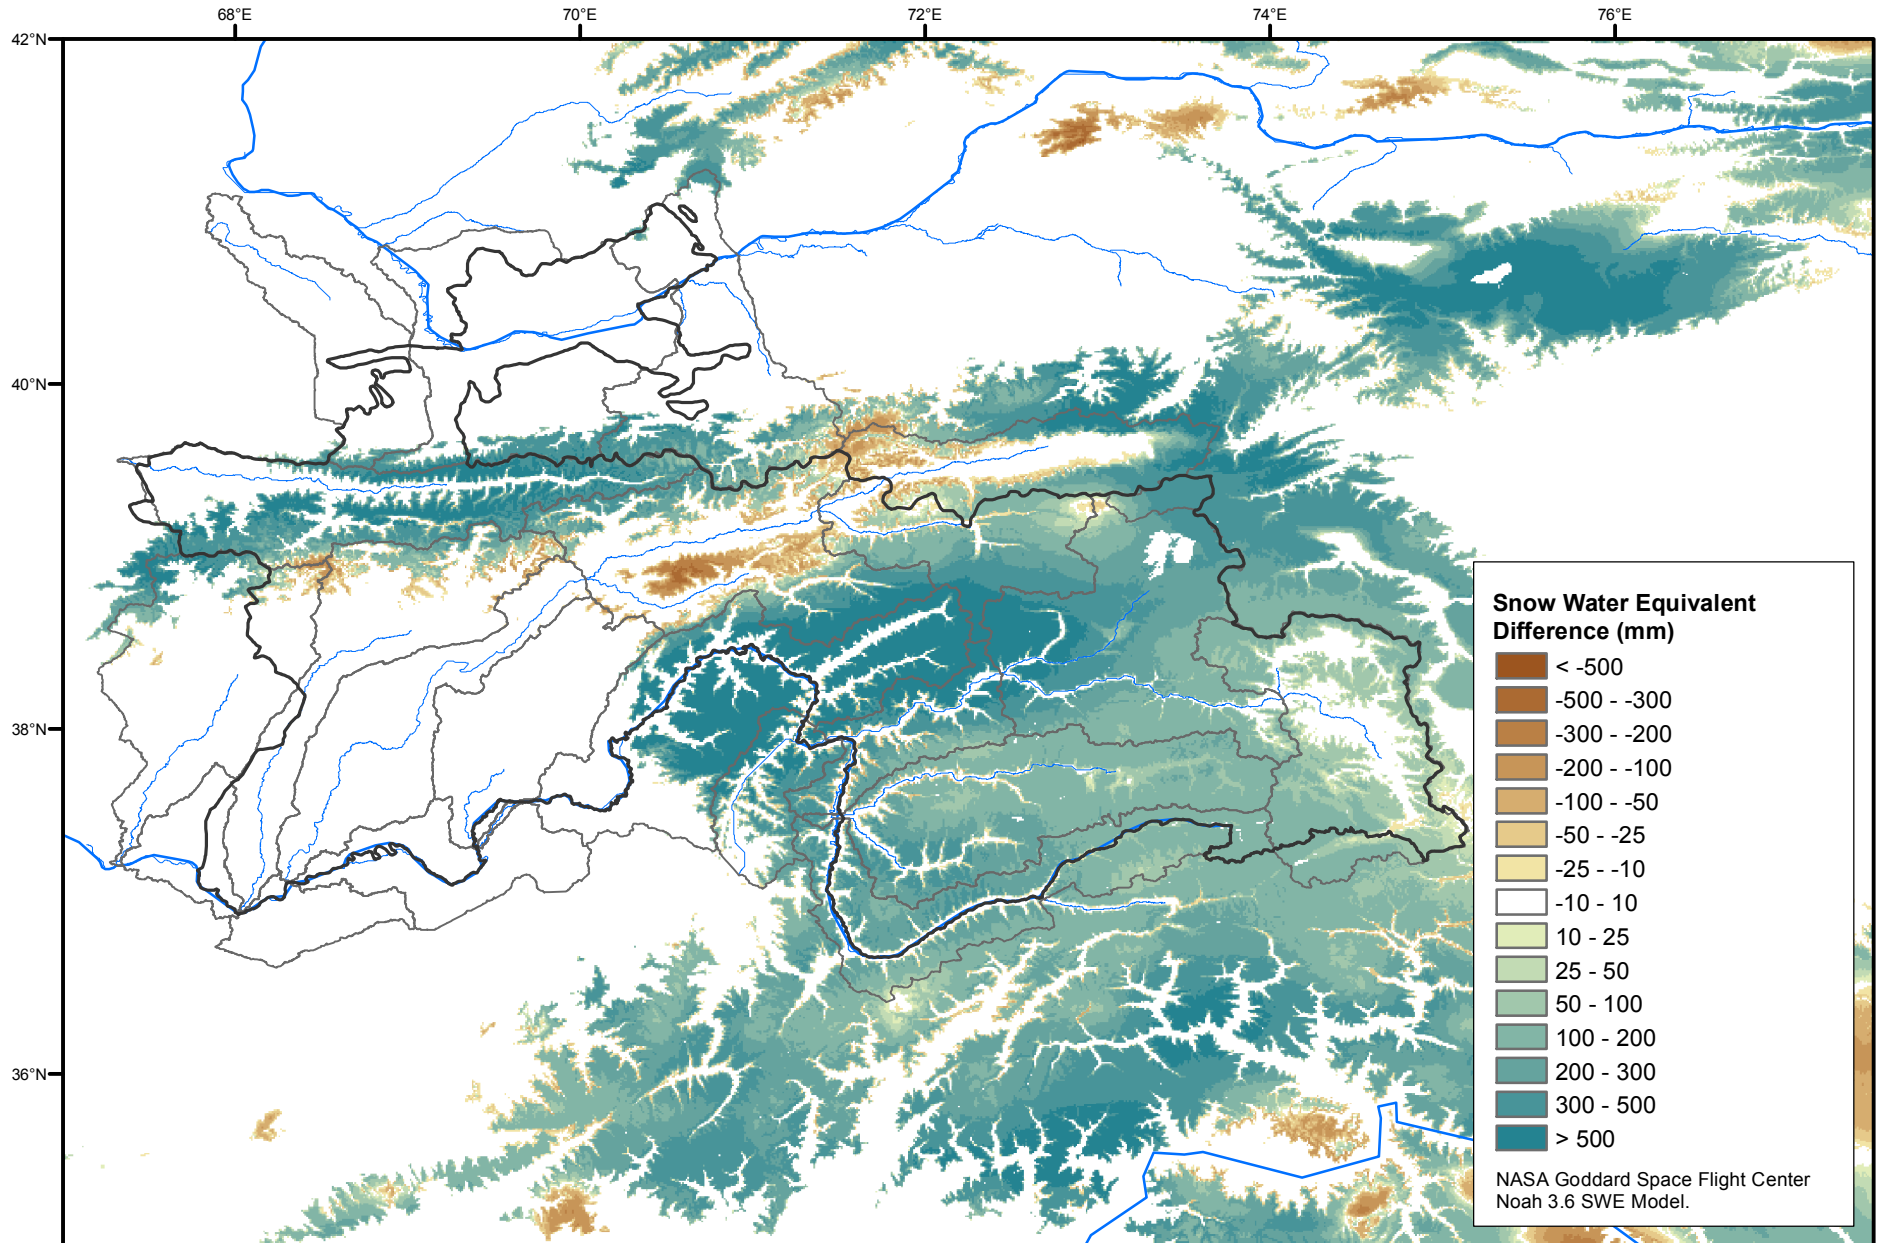 68°E 70°E 72°E 74°E 76°E
42°N
40°N
38°N
36°N
Snow Water Equivalent
Difference (mm)
< -500
-500 - -300
-300 - -200
-200 - -100
-100 - -50
-50 - -25
-25 - -10
-10 - 10
10 - 25
25 - 50
50 - 100
100 - 200
200 - 300
300 - 500
> 500
NASA Goddard Space Flight Center
Noah 3.6 SWE Model.